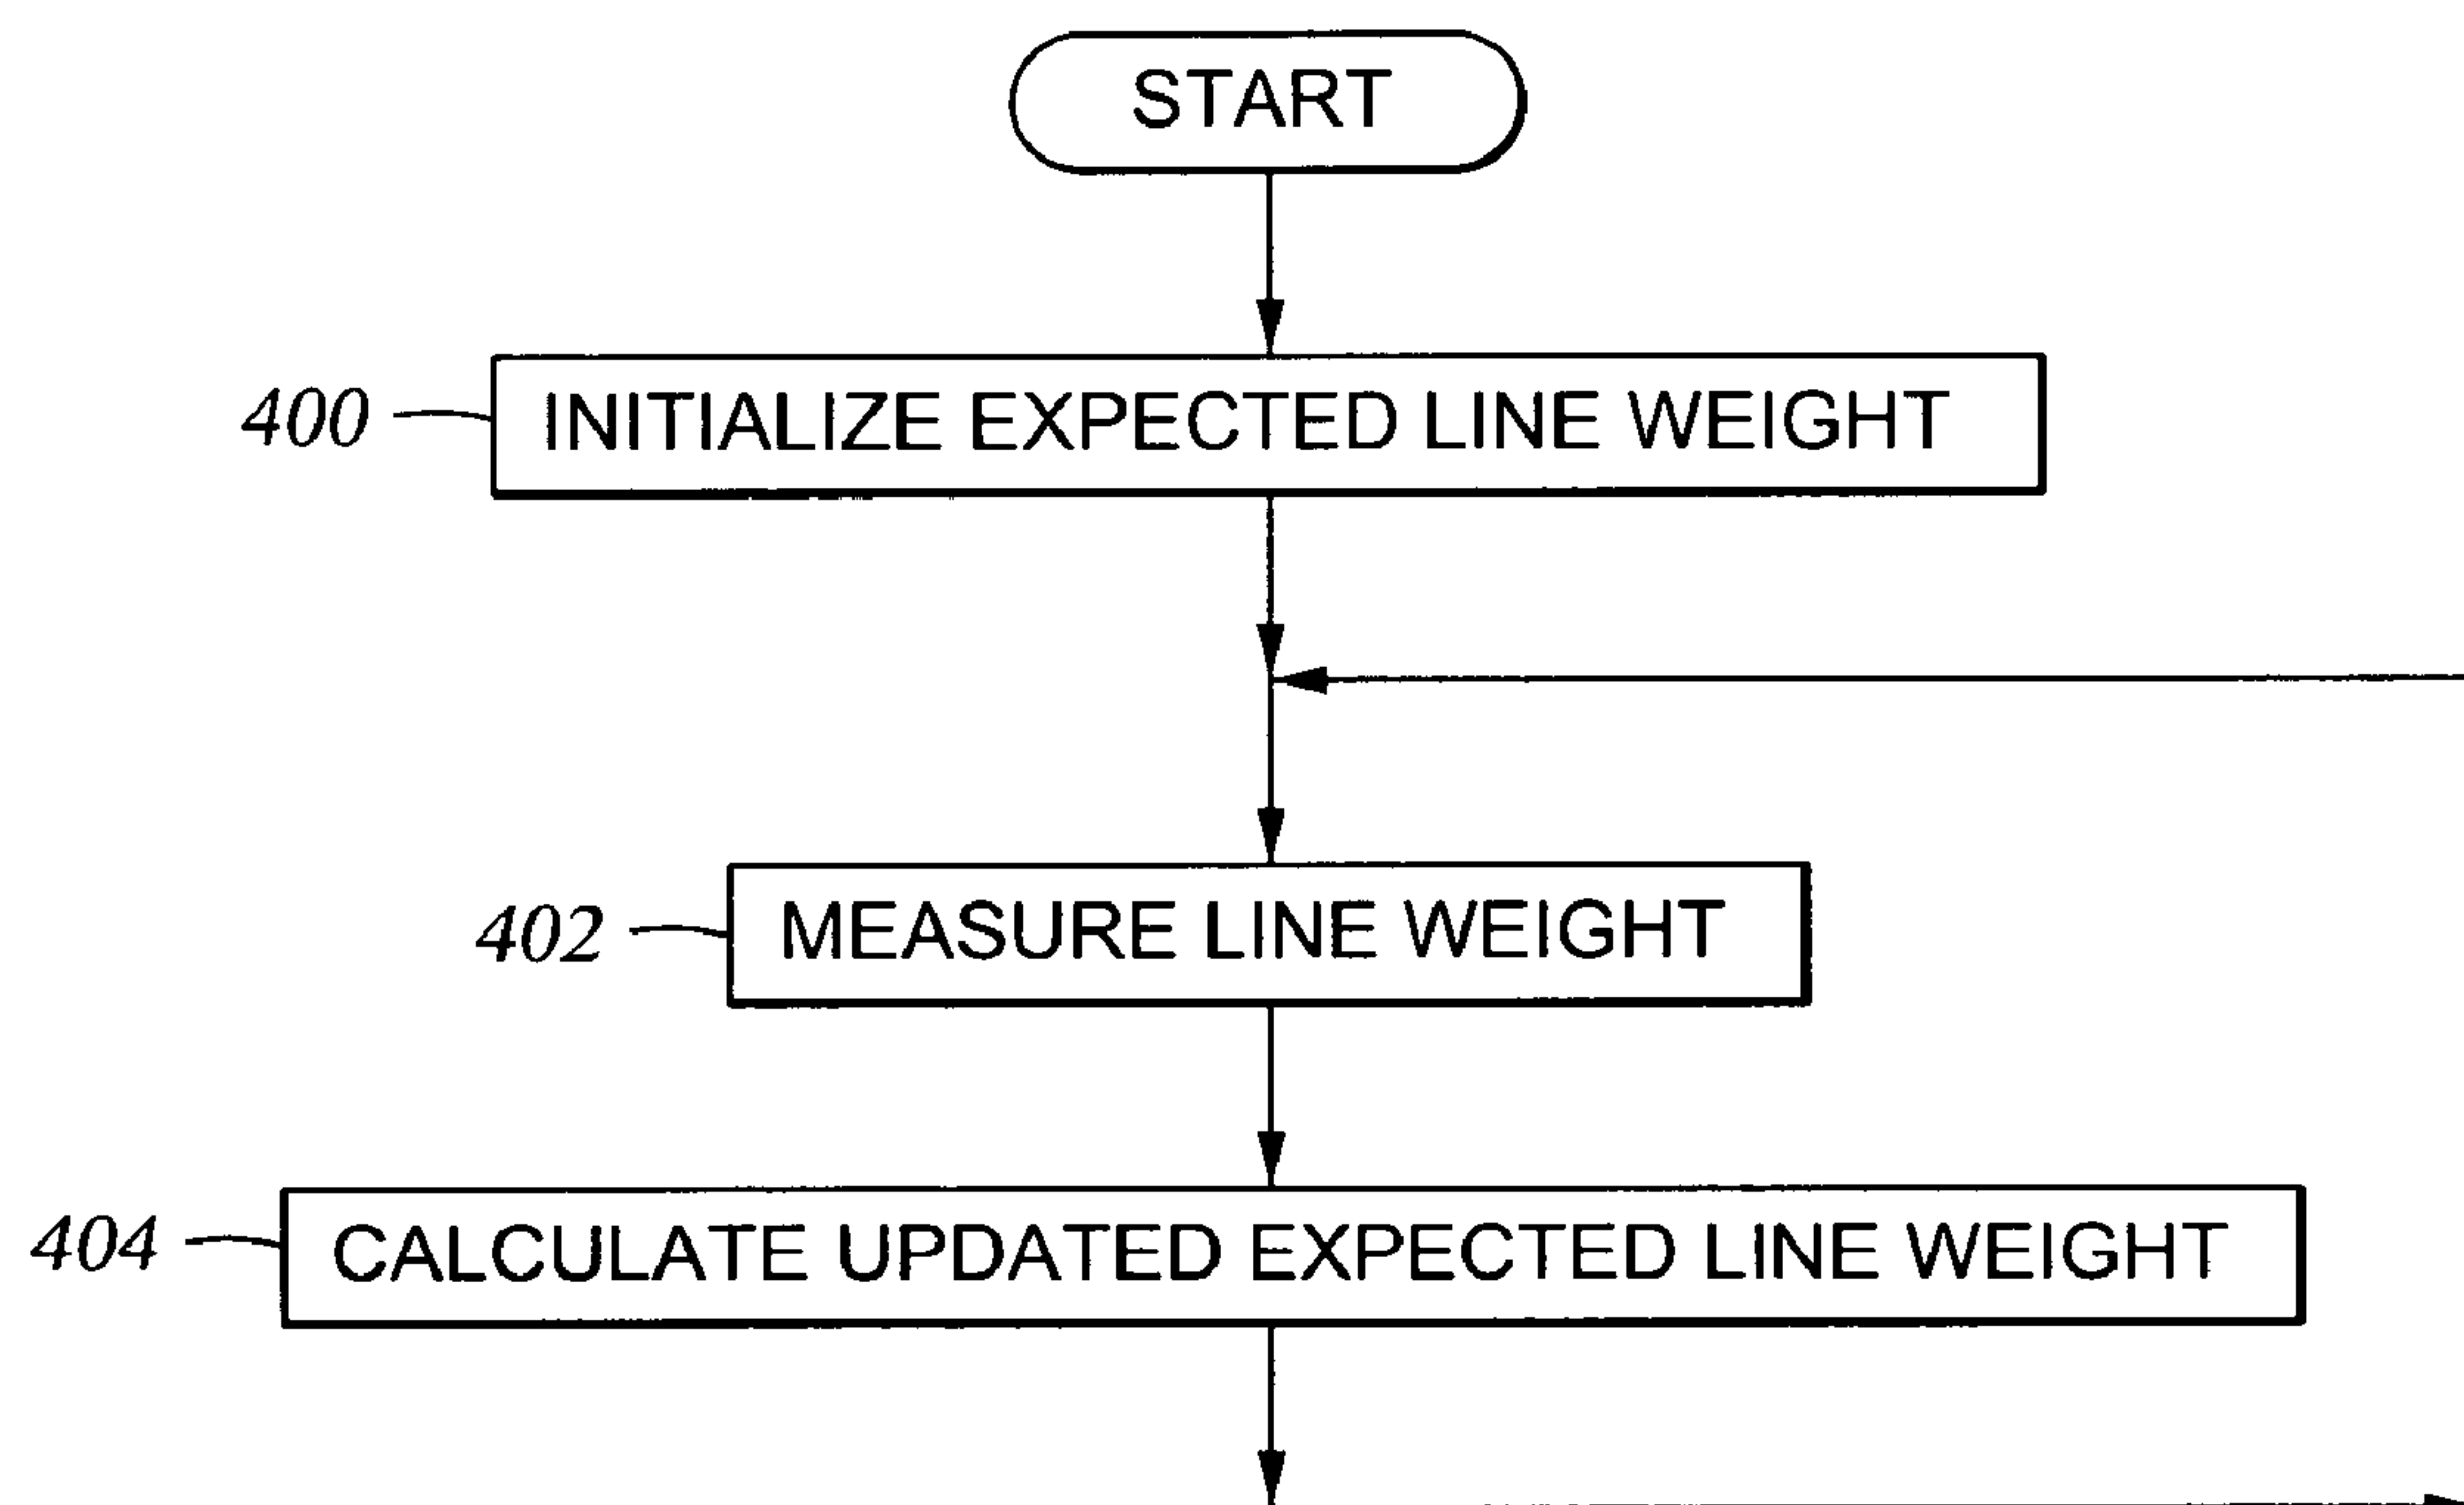 START
400 INITIALIZE EXPECTED LINE WEIGHT
402 MEASURE LINE WEIGHT
404 CALCULATE UPDATED EXPECTED LINE WEIGHT